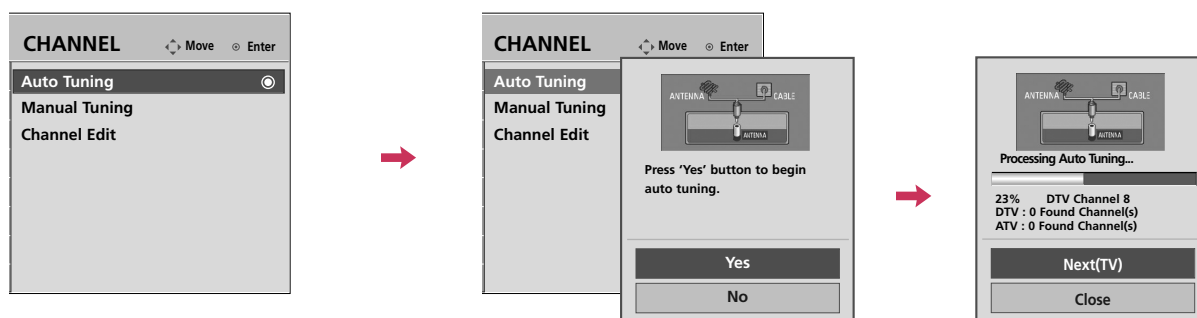 CHANNEL Move Enter
Auto Tuning
Manual Tuning
Channel Edit
CHANNEL Move Enter
Auto Tuning
Manual Tuning
Channel Edit
ANTENNA CABLE
ANTENNA
Press ‘Yes’ button to begin
auto tuning.
Yes
No
ANTENNA CABLE
ANTENNA
Processing Auto Tuning...
23% DTV Channel 8
DTV : 0 Found Channel(s)
ATV : 0 Found Channel(s)
Next(TV)
Close